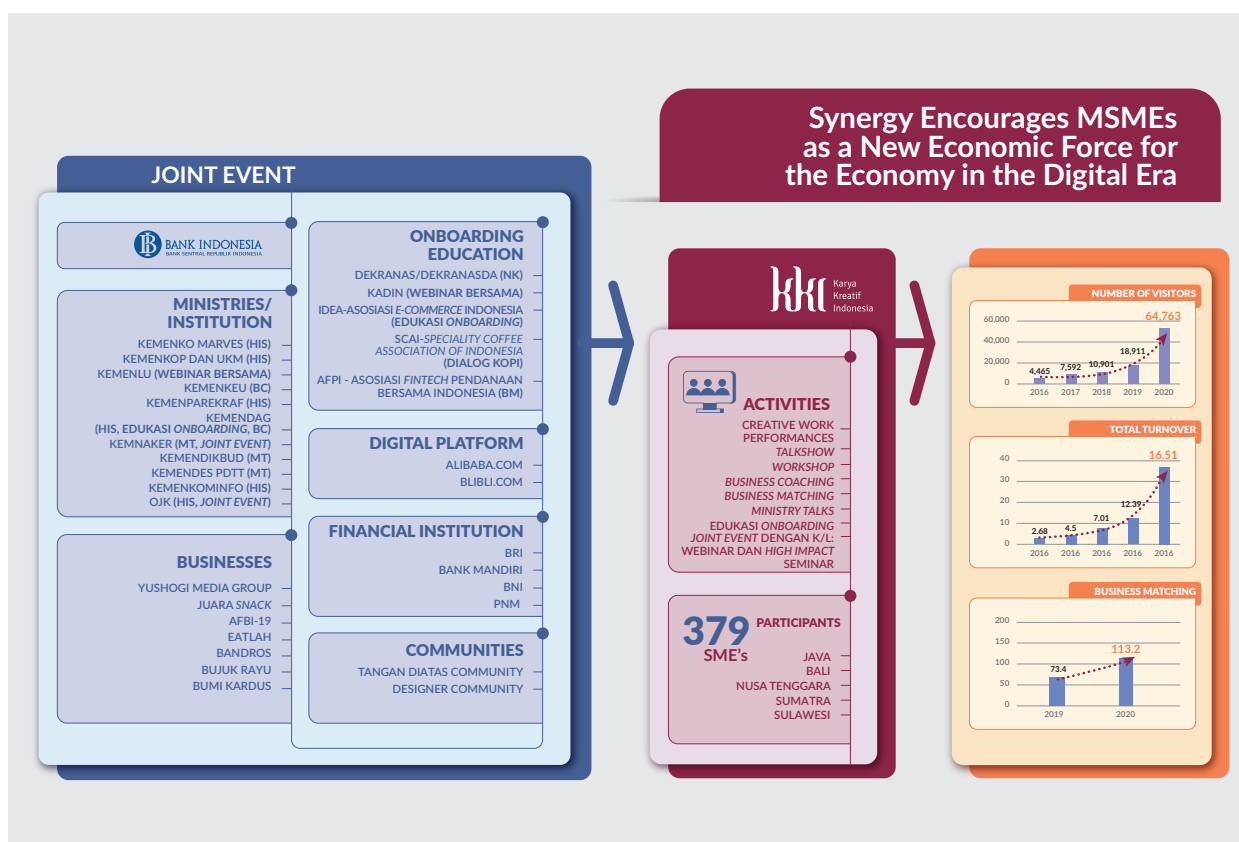 Synergy Encourages MSMEs
as a New Economic Force for
the Economy in the Digital Era
JOINT EVENT
BANK INDONESIA
BANK SENTRAL REPUBLIK INDONESIA
MINISTRIES/
INSTITUTION
KEMENKO MARVES (HIS)
KEMENKOP DAN UKM (HIS)
KEMENLU (WEBINAR BERSAMA)
KEMENKEU (BC)
KEMENPAREKRAF (HIS)
KEMENDAG
(HIS, EDUKASI ONBOARDING, BC)
KEMNAKER (MT, JOINT EVENT)
KEMENDIKBUD (MT)
KEMENDES PDTT (MT)
KEMENKOMINFO (HIS)
OJK (HIS, JOINT EVENT)
BUSINESSES
YUSHOGI MEDIA GROUP
JUARA SNACK
AFBI-19
EATLAH
BANDROS
BUJUK RAYU
BUMI KARDUS
ONBOARDING
EDUCATION
DEKRANAS/DEKRANASDA (NK)
KADIN (WEBINAR BERSAMA)
IDEA-ASOSIASI E-COMMERCE INDONESIA
(EDUKASI ONBOARDING)
SCAI-SPECIALITY COFFEE
ASSOCIATION OF INDONESIA
(DIALOG KOPI)
AFPI - ASOSIASI FINTECH PENDANAAN
BERSAMA INDONESIA (BM)
DIGITAL PLATFORM
ALIBABA.COM
BLIBLI.COM
FINANCIAL INSTITUTION
BRI
BANK MANDIRI
BNI
PNM
COMMUNITIES
TANGAN DIATAS COMMUNITY
DESIGNER COMMUNITY
kkı
Karya
Kreatif
Indonesia
ACTIVITIES
CREATIVE WORK
PERFORMANCES
TALKSHOW
WORKSHOP
BUSINESS COACHING
BUSINESS MATCHING
MINISTRY TALKS
EDUKASI ONBOARDING
JOINT EVENT DENGAN K/L:
WEBINAR DAN HIGH IMPACT
SEMINAR
379 PARTICIPANTS
SME's
JAVA
BALI
NUSA TENGGARA
SUMATRA
SULAWESI
NUMBER OF VISITORS
64,763
60,000
40,000
20,000
0
4,465 7,592 10,901 18,911
2016 2017 2018 2019 2020
TOTAL TURNOVER
16.51
40
30
20
10
0
2.68 4.5 7.01 12.39
2016 2016 2016 2016 2016
BUSINESS MATCHING
200
150
100
50
0
73.4 113.2
2019 2020